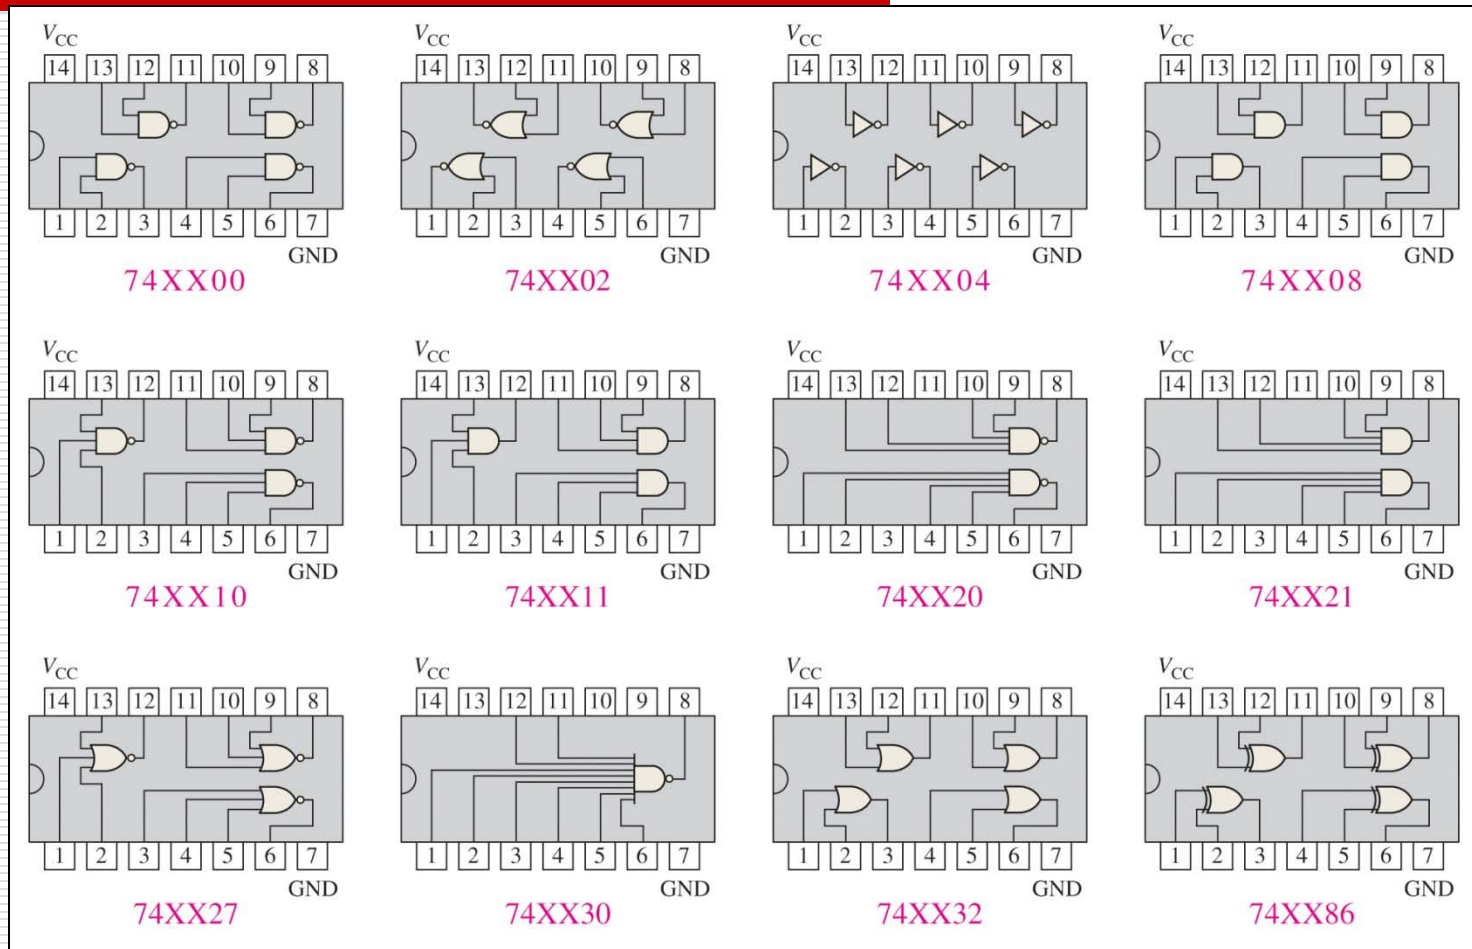 VCC VCC VCC VCC
14 13 12 11 10 9 8 14 13 12 11 10 9 8 14 13 12 11 10 9 8 14 13 12 11 10 9 8
1 2 3 4 5 6 7 1 2 3 4 5 6 7 1 2 3 4 5 6 7 1 2 3 4 5 6 7
GND GND GND GND
74XX00 74XX02 74XX04 74XX08
VCC VCC VCC VCC
14 13 12 11 10 9 8 14 13 12 11 10 9 8 14 13 12 11 10 9 8 14 13 12 11 10 9 8
1 2 3 4 5 6 7 1 2 3 4 5 6 7 1 2 3 4 5 6 7 1 2 3 4 5 6 7
GND GND GND GND
74XX10 74XX11 74XX20 74XX21
VCC VCC VCC VCC
14 13 12 11 10 9 8 14 13 12 11 10 9 8 14 13 12 11 10 9 8 14 13 12 11 10 9 8
1 2 3 4 5 6 7 1 2 3 4 5 6 7 1 2 3 4 5 6 7 1 2 3 4 5 6 7
GND GND GND GND
74XX27 74XX30 74XX32 74XX86